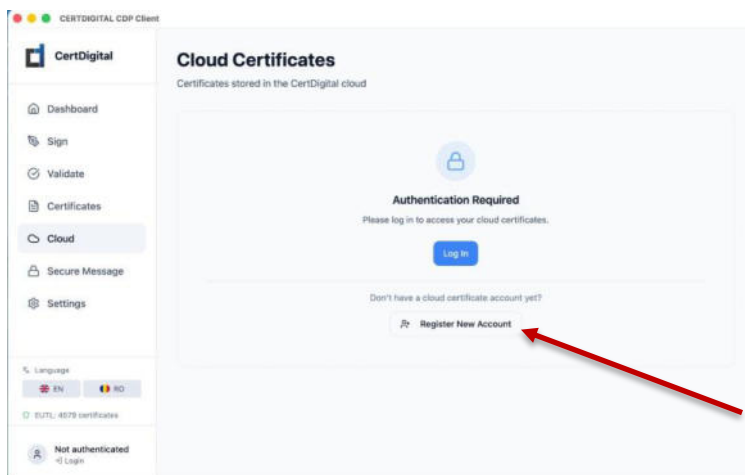 CERTDIGITAL CDP Client
CertDigital
Dashboard
Sign
Validate
Certificates
Cloud
Secure Message
Settings
Language
EN
RO
EUTL: 4079 certificates
Not authenticated
Login
Cloud Certificates
Certificates stored in the CertDigital cloud
Authentication Required
Please log in to access your cloud certificates.
Log In
Don't have a cloud certificate account yet?
Register New Account